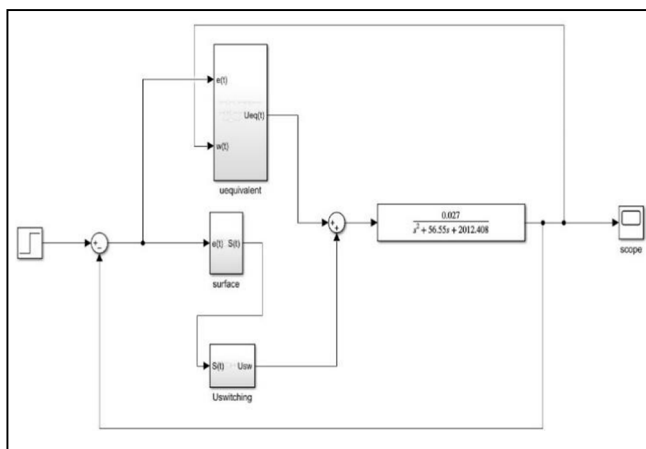 e(t)
Ueq(t)
w(t)
uequivalent
+
-
e(t) S(t)
surface
+
+
0.027
s² + 56.55s + 2012.408
scope
S(t) Usw
Uswitching